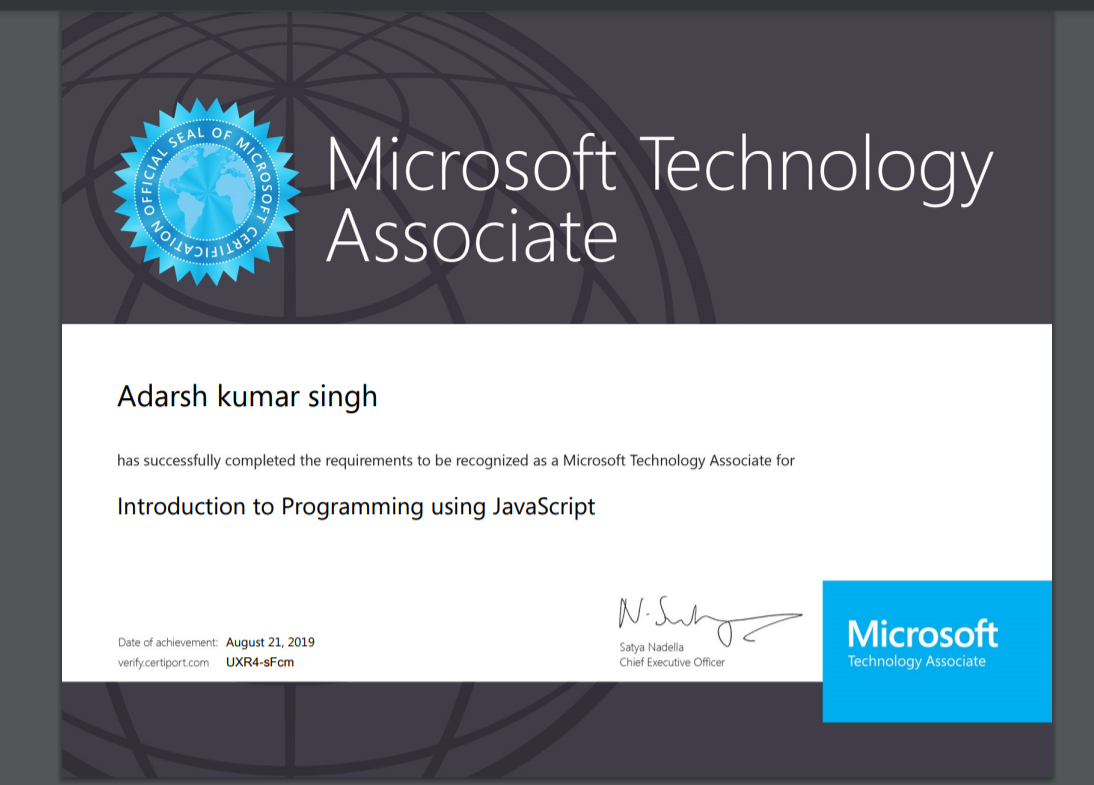 OFFICIAL SEAL OF MICROSOFT CERTIFICATION
Microsoft Technology
Associate
Adarsh kumar singh
has successfully completed the requirements to be recognized as a Microsoft Technology Associate for
Introduction to Programming using JavaScript
Date of achievement: August 21, 2019
verify.certiport.com UXR4-sFcm
N. Satya
Satya Nadella
Chief Executive Officer
Microsoft
Technology Associate